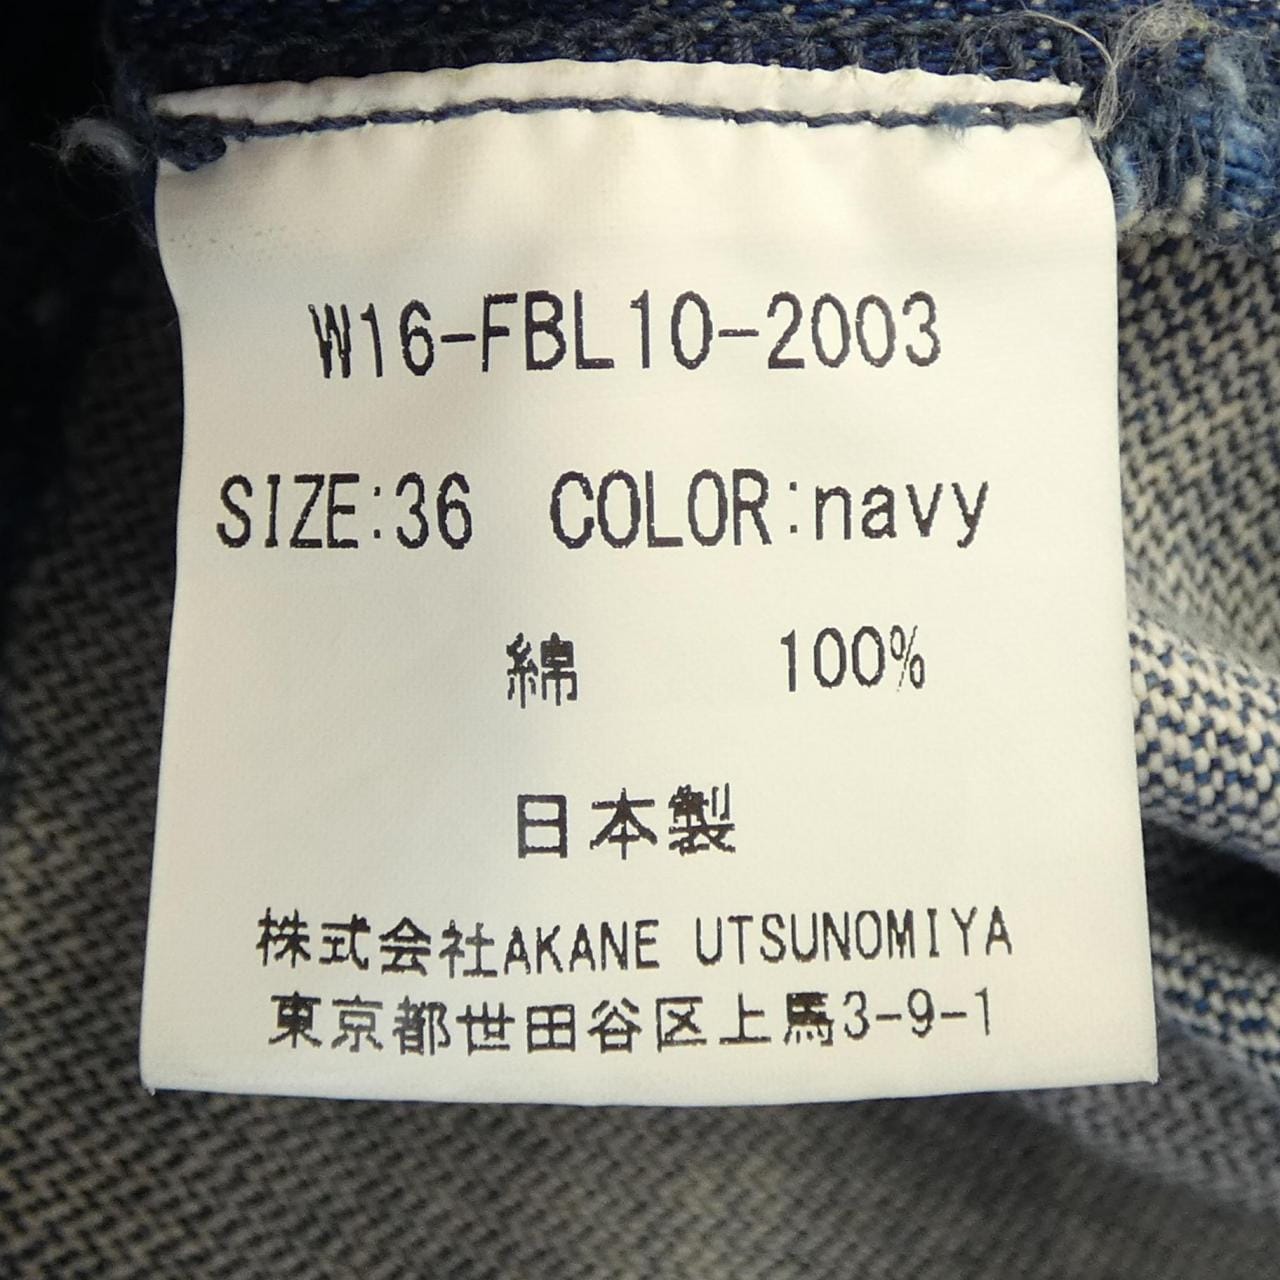 W16-FBL10-2003
SIZE:36 COLOR:navy
綿 100%
日本製
株式会社AKANE UTSUNOMIYA
東京都世田谷区上馬3-9-1